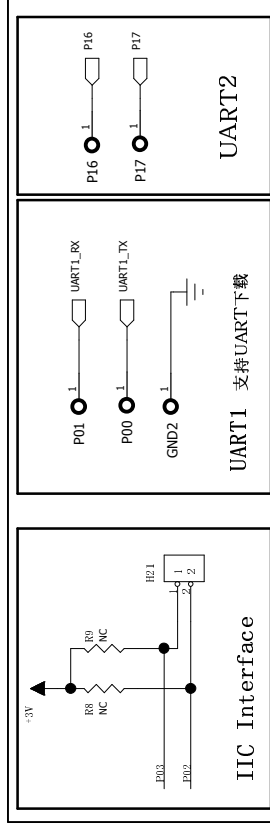 +3V
R8
NC
R9
NC
H21
1
2
1
2
P03
P02
IIC Interface
P01
1
UART1_RX
P00
1
UART1_TX
GND2
1
UART1 支持UART下载
P16
1
P16
P17
1
P17
UART2